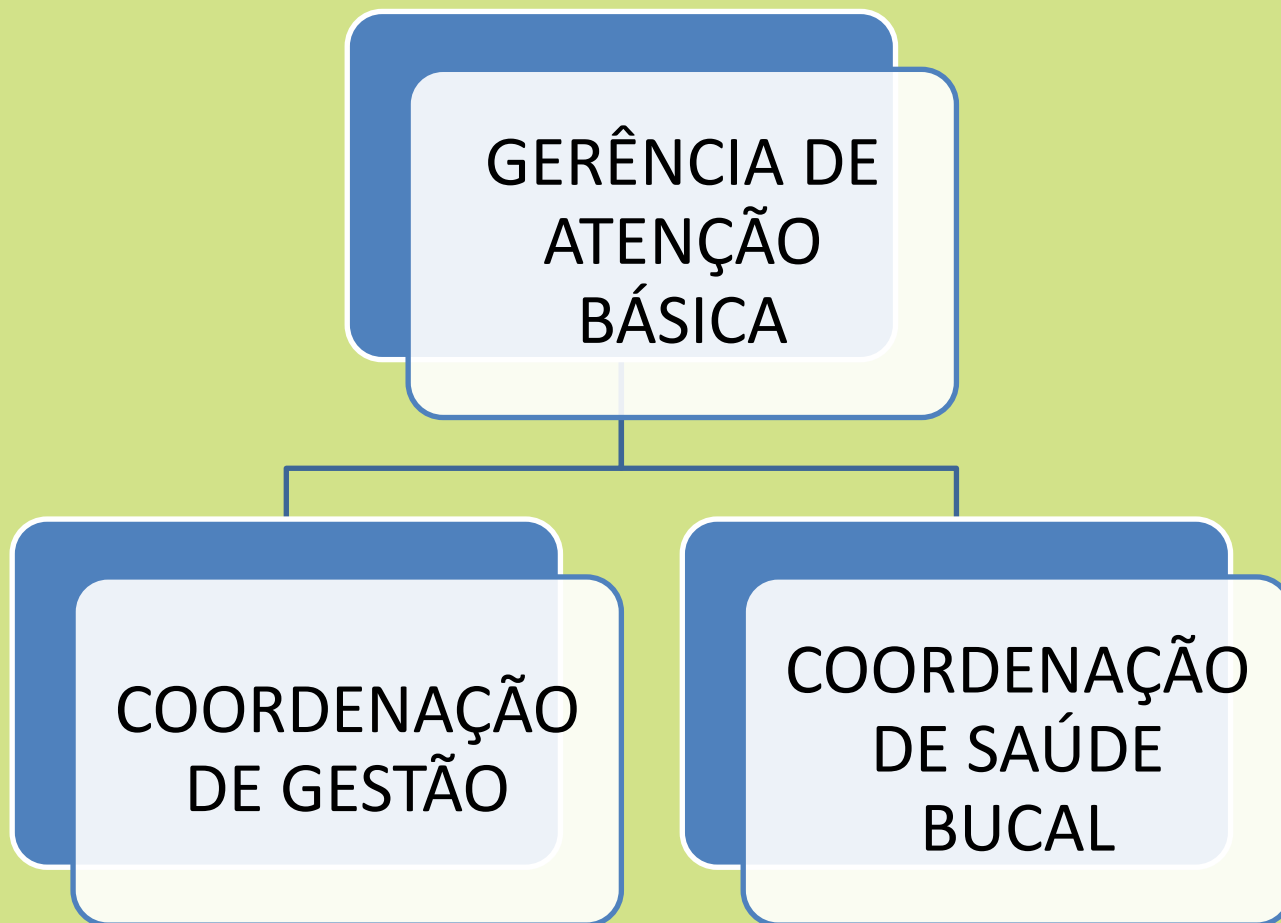 GERÊNCIA DE
ATENÇÃO
BÁSICA
COORDENAÇÃO
DE GESTÃO
COORDENAÇÃO
DE SAÚDE
BUCAL